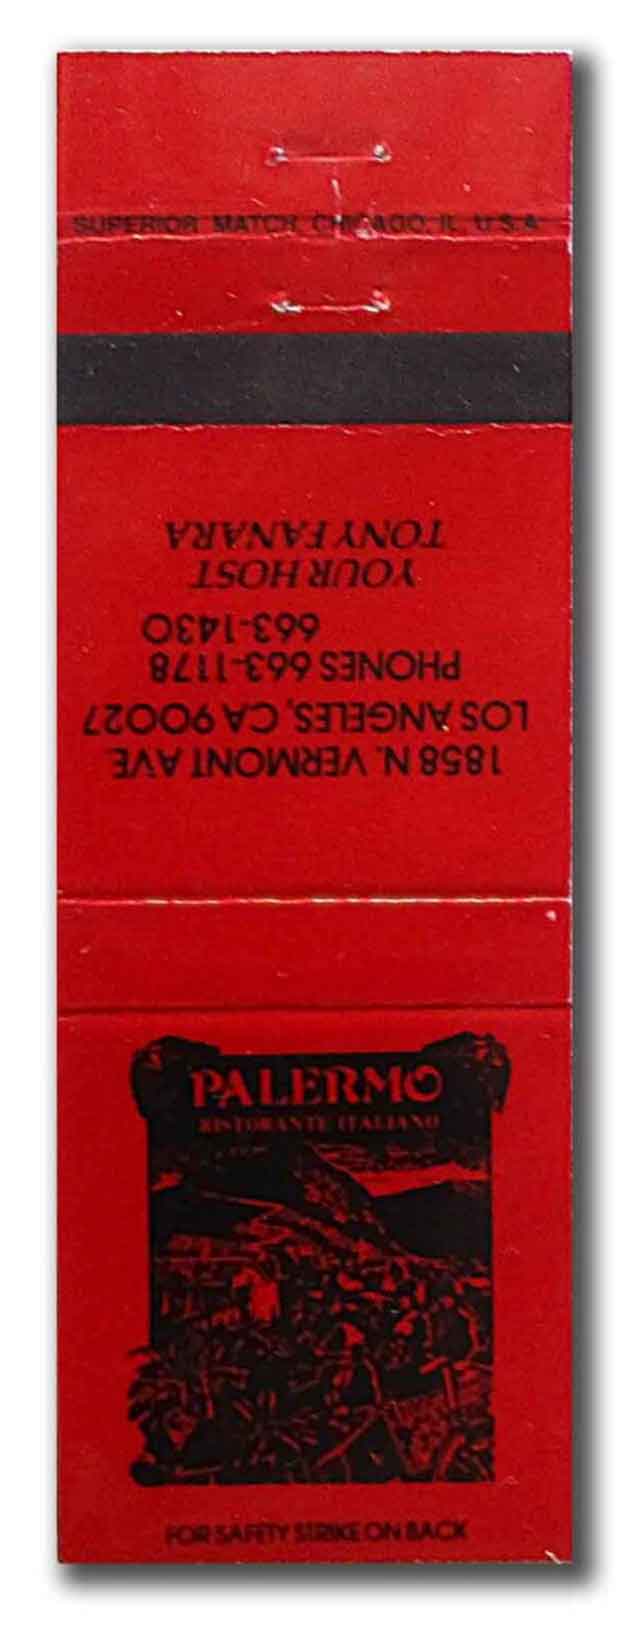 SUPERIOR MATCH, CHICAGO, IL. U.S.A.
1858 N. VERMONT AVE.
LOS ANGELES, CA 90027
PHONES 663-1178
663-1430
YOUR HOST
TONY FANARA
PALERMO
RISTORANTE ITALIANO
FOR SAFETY STRIKE ON BACK